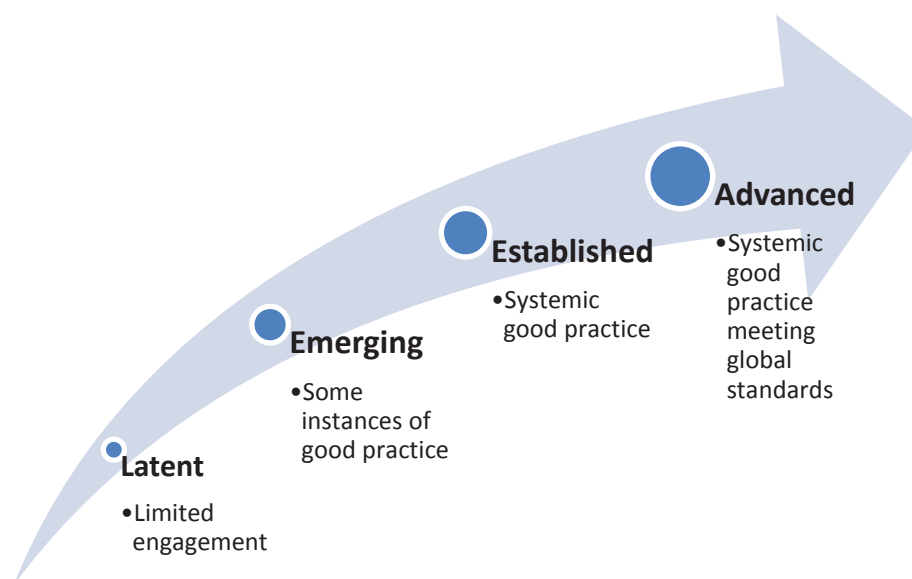 Latent
•Limited
engagement
Emerging
•Some
instances of
good practice
Established
•Systemic
good practice
Advanced
•Systemic
good
practice
meeting
global
standards